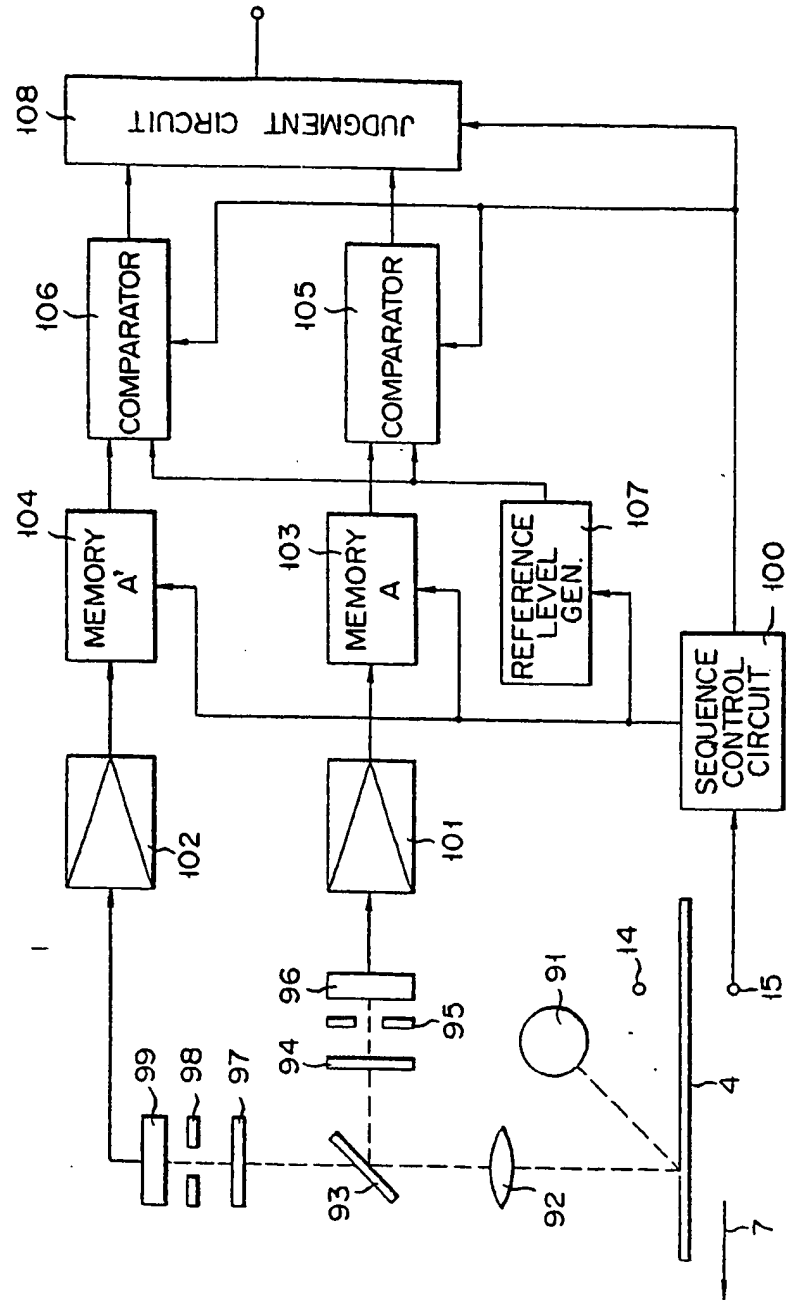 108
JUDGMENT CIRCUIT
106
COMPARATOR
105
COMPARATOR
104
MEMORY
A'
103
MEMORY
A
REFERENCE
LEVEL
GEN.
107
SEQUENCE
CONTROL
CIRCUIT
100
102
101
99
98
97
96
95
94
93
92
91
14
15
4
7